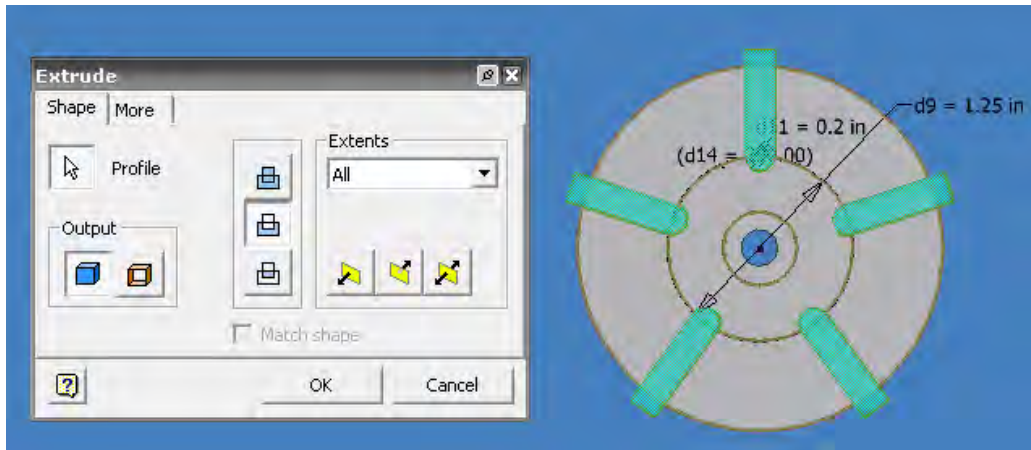 Extrude
Shape
More
Profile
Extents
All
Output
Match shape
?
OK
Cancel
d9 = 1.25 in
= 0.2 in
(d14 =